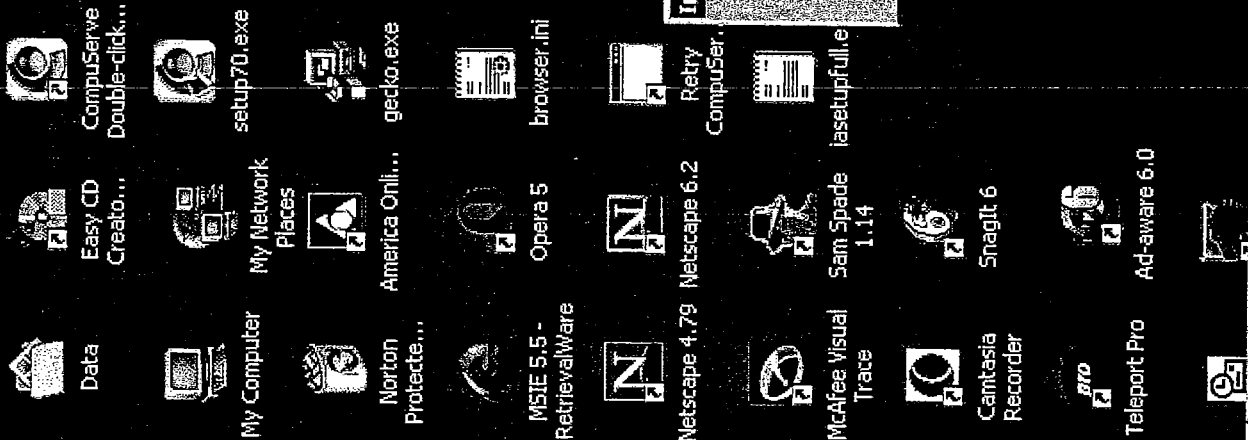 Data
My Computer
Norton
Protecte...
MSIE 5.5 -
RetrievalWare
Netscape 4.79
McAfee Visual
Trace
Camtasia
Recorder
Teleport Pro
Easy CD
Creato...
My Network
Places
America Onli...
Opera 5
Netscape 6.2
Sam Spade
1.14
SnagIt 6
Ad-aware 6.0
CompuServe
Double-click...
setup70.exe
gecko.exe
browser.ini
Retry
CompuSer..
iasetupfull.e